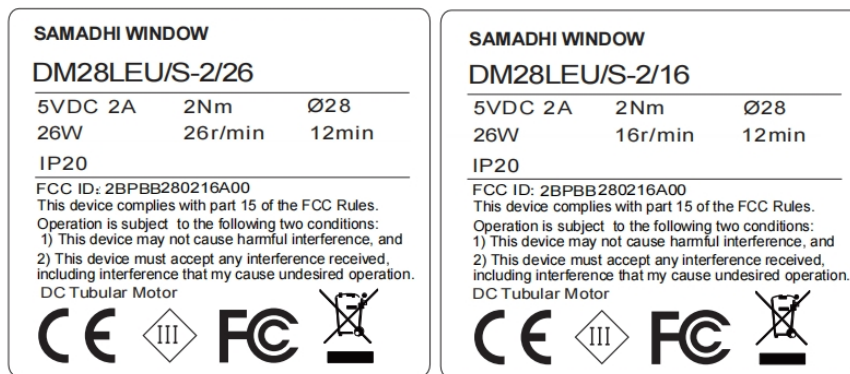 SAMADHI WINDOW
DM28LEU/S-2/26
5VDC 2A 2Nm Ø28
26W 26r/min 12min
IP20
FCC ID: 2BPBB280216A00
This device complies with part 15 of the FCC Rules.
Operation is subject to the following two conditions:
1) This device may not cause harmful interference, and
2) This device must accept any interference received,
including interference that my cause undesired operation.
DC Tubular Motor
CE III FC
SAMADHI WINDOW
DM28LEU/S-2/16
5VDC 2A 2Nm Ø28
26W 16r/min 12min
IP20
FCC ID: 2BPBB280216A00
This device complies with part 15 of the FCC Rules.
Operation is subject to the following two conditions:
1) This device may not cause harmful interference, and
2) This device must accept any interference received,
including interference that my cause undesired operation.
DC Tubular Motor
CE III FC